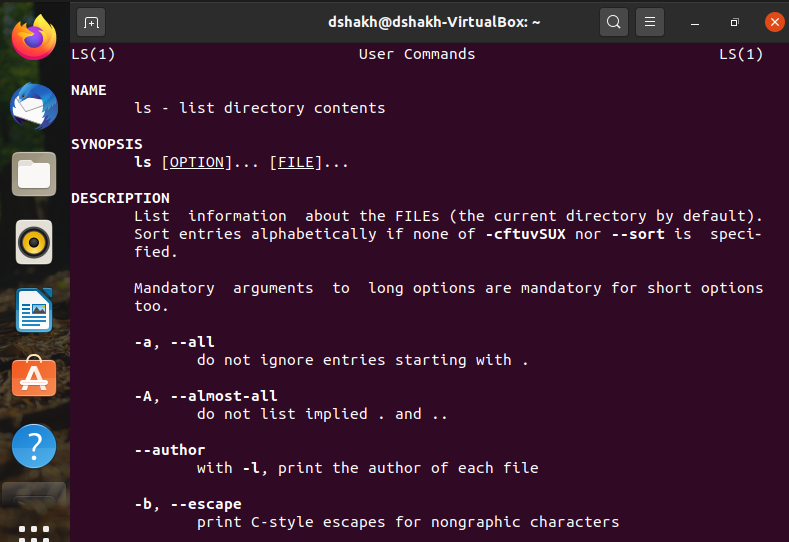 dshakh@dshakh-VirtualBox: ~
LS(1) User Commands LS(1)
NAME
ls - list directory contents
SYNOPSIS
ls [OPTION]... [FILE]...
DESCRIPTION
List information about the FILEs (the current directory by default).
Sort entries alphabetically if none of -cftuvSUX nor --sort is speci-
fied.
Mandatory arguments to long options are mandatory for short options
too.
-a, --all
do not ignore entries starting with .
-A, --almost-all
do not list implied . and ..
--author
with -l, print the author of each file
-b, --escape
print C-style escapes for nongraphic characters
?